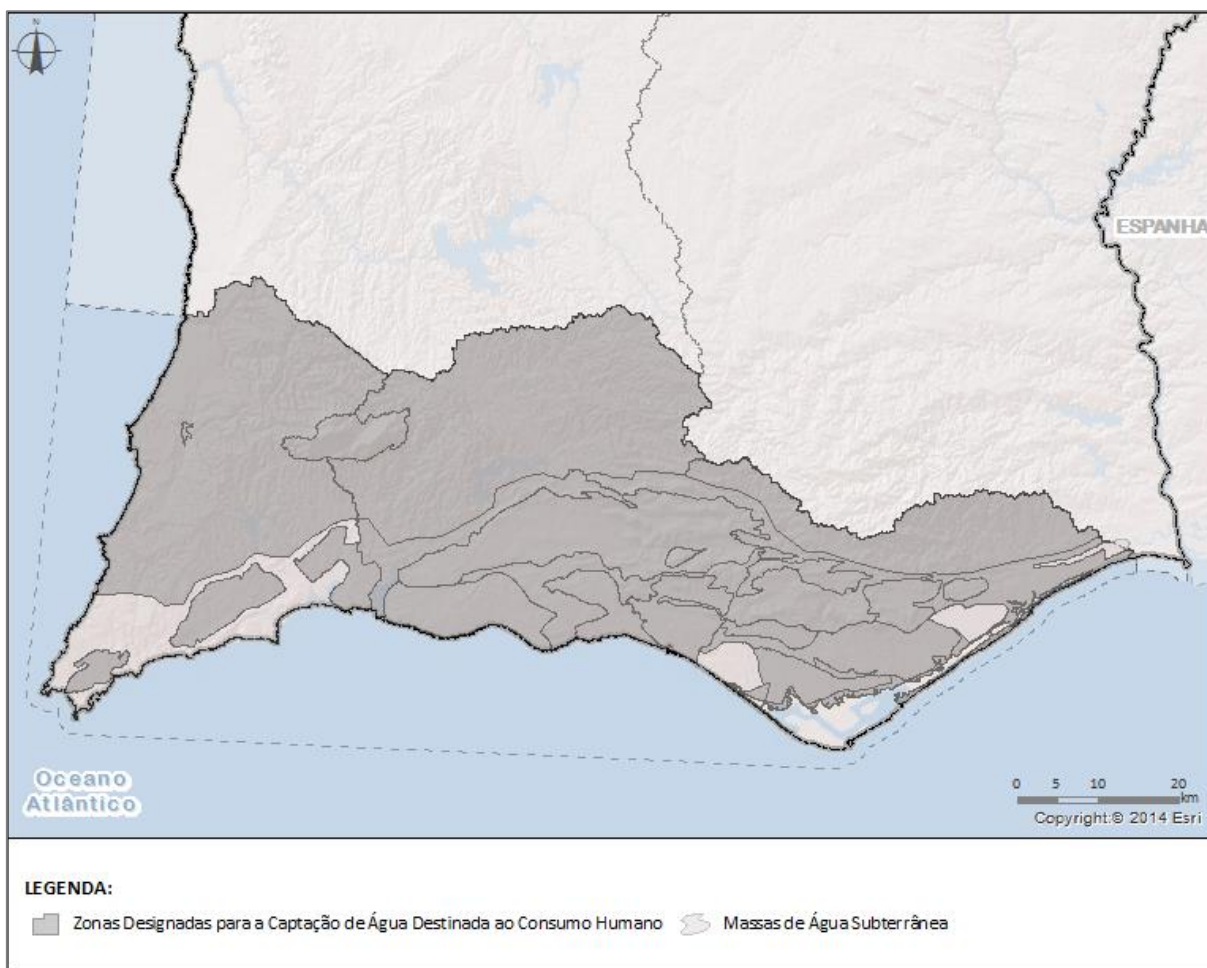 N
ESPANHA
Oceano
Atlântico
0 5 10 20
km
Copyright:© 2014 Esri
LEGENDA:
Zonas Designadas para a Captação de Água Destinada ao Consumo Humano
Massas de Água Subterrânea